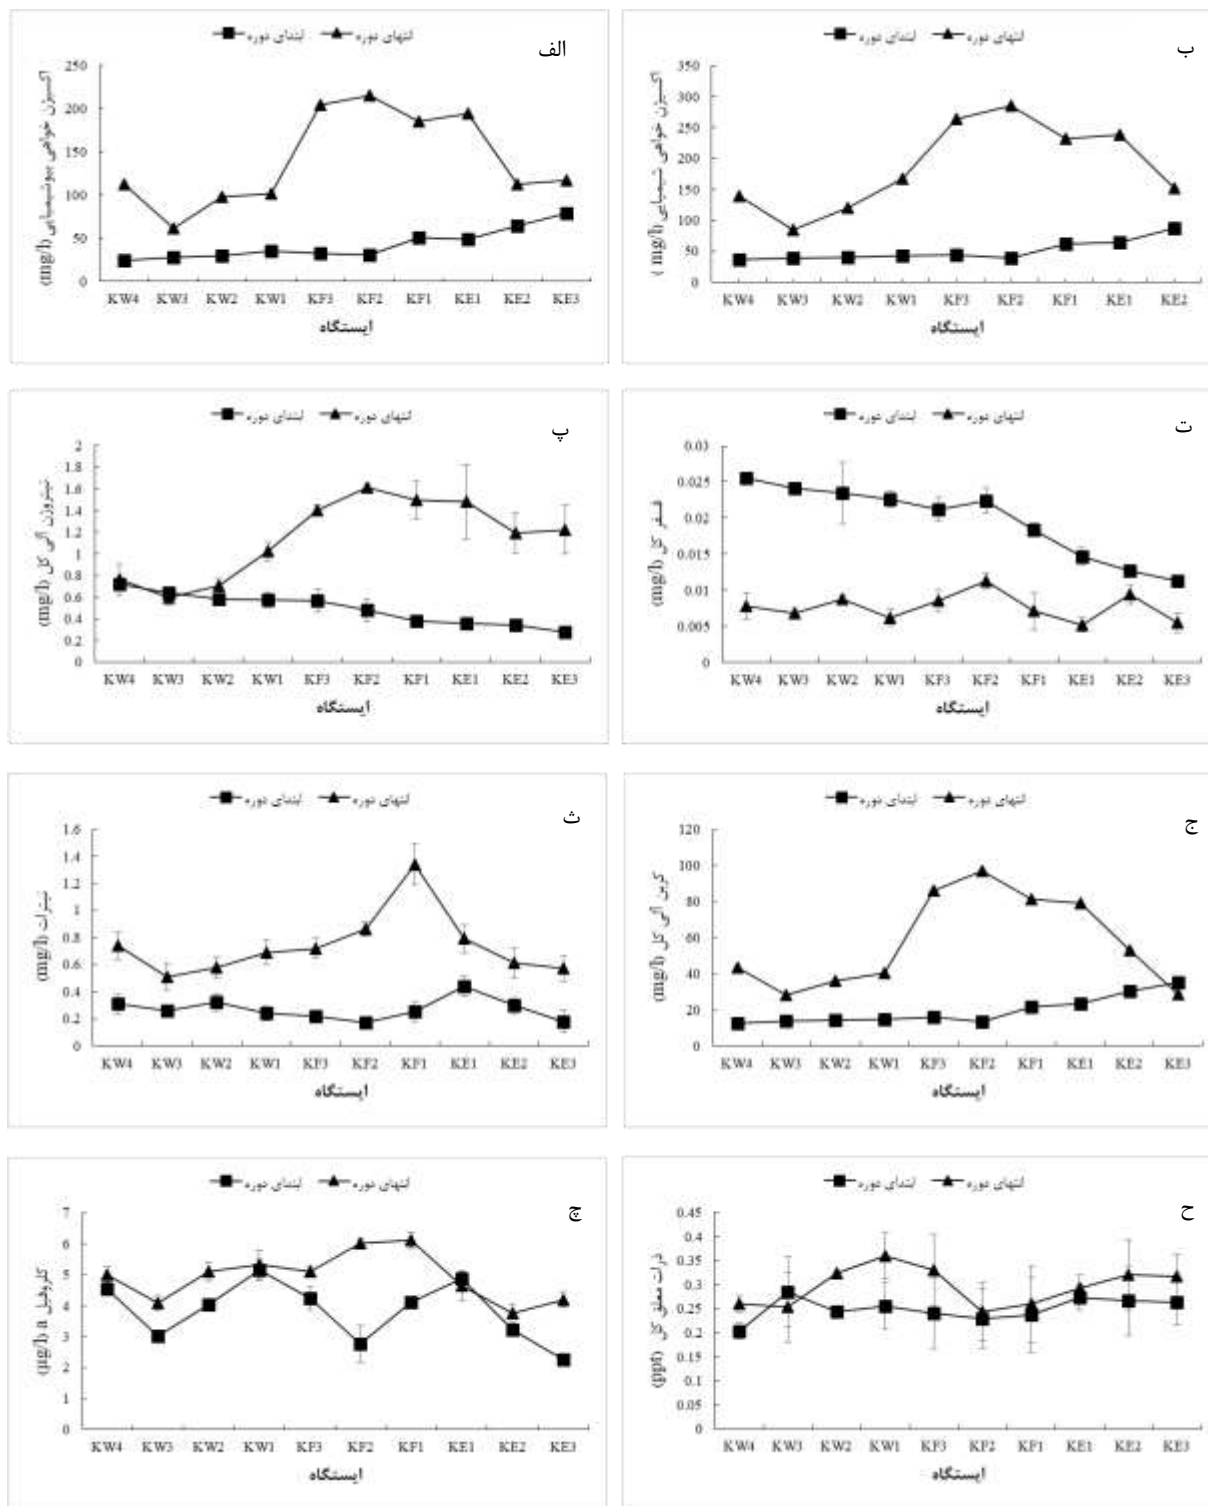 ابتدای دوره انتهای دوره
الف
اکسیژن خواهی بیوشیمیایی (mg/l)
250
200
150
100
50
0
KW4 KW3 KW2 KW1 KF3 KF2 KF1 KE1 KE2 KE3
ایستگاه
ابتدای دوره انتهای دوره
ب
اکسیژن خواهی شیمیایی (mg/l )
350
300
250
200
150
100
50
0
KW4 KW3 KW2 KW1 KF3 KF2 KF1 KE1 KE2
ایستگاه
ابتدای دوره انتهای دوره
پ
نیتروژن آلی کل (mg/l)
2
1.8
1.6
1.4
1.2
1
0.8
0.6
0.4
0.2
0
KW4 KW3 KW2 KW1 KF3 KF2 KF1 KE1 KE2 KE3
ایستگاه
ابتدای دوره انتهای دوره
ت
فسفر کل (mg/l)
0.03
0.025
0.02
0.015
0.01
0.005
0
KW4 KW3 KW2 KW1 KF3 KF2 KF1 KE1 KE2 KE3
ایستگاه
ابتدای دوره انتهای دوره
ث
نیترات (mg/l)
1.6
1.4
1.2
1
0.8
0.6
0.4
0.2
0
KW4 KW3 KW2 KW1 KF3 KF2 KF1 KE1 KE2 KE3
ایستگاه
ابتدای دوره انتهای دوره
ج
کربن آلی کل (mg/l)
120
100
80
60
40
20
0
KW4 KW3 KW2 KW1 KF3 KF2 KF1 KE1 KE2 KE3
ایستگاه
ابتدای دوره انتهای دوره
چ
کلروفیل a (µg/l)
7
6
5
4
3
2
1
0
KW4 KW3 KW2 KW1 KF3 KF2 KF1 KE1 KE2 KE3
ایستگاه
ابتدای دوره انتهای دوره
ح
ذرات معلق کل (ppt)
0.45
0.4
0.35
0.3
0.25
0.2
0.15
0.1
0.05
0
KW4 KW3 KW2 KW1 KF3 KF2 KF1 KE1 KE2 KE3
ایستگاه